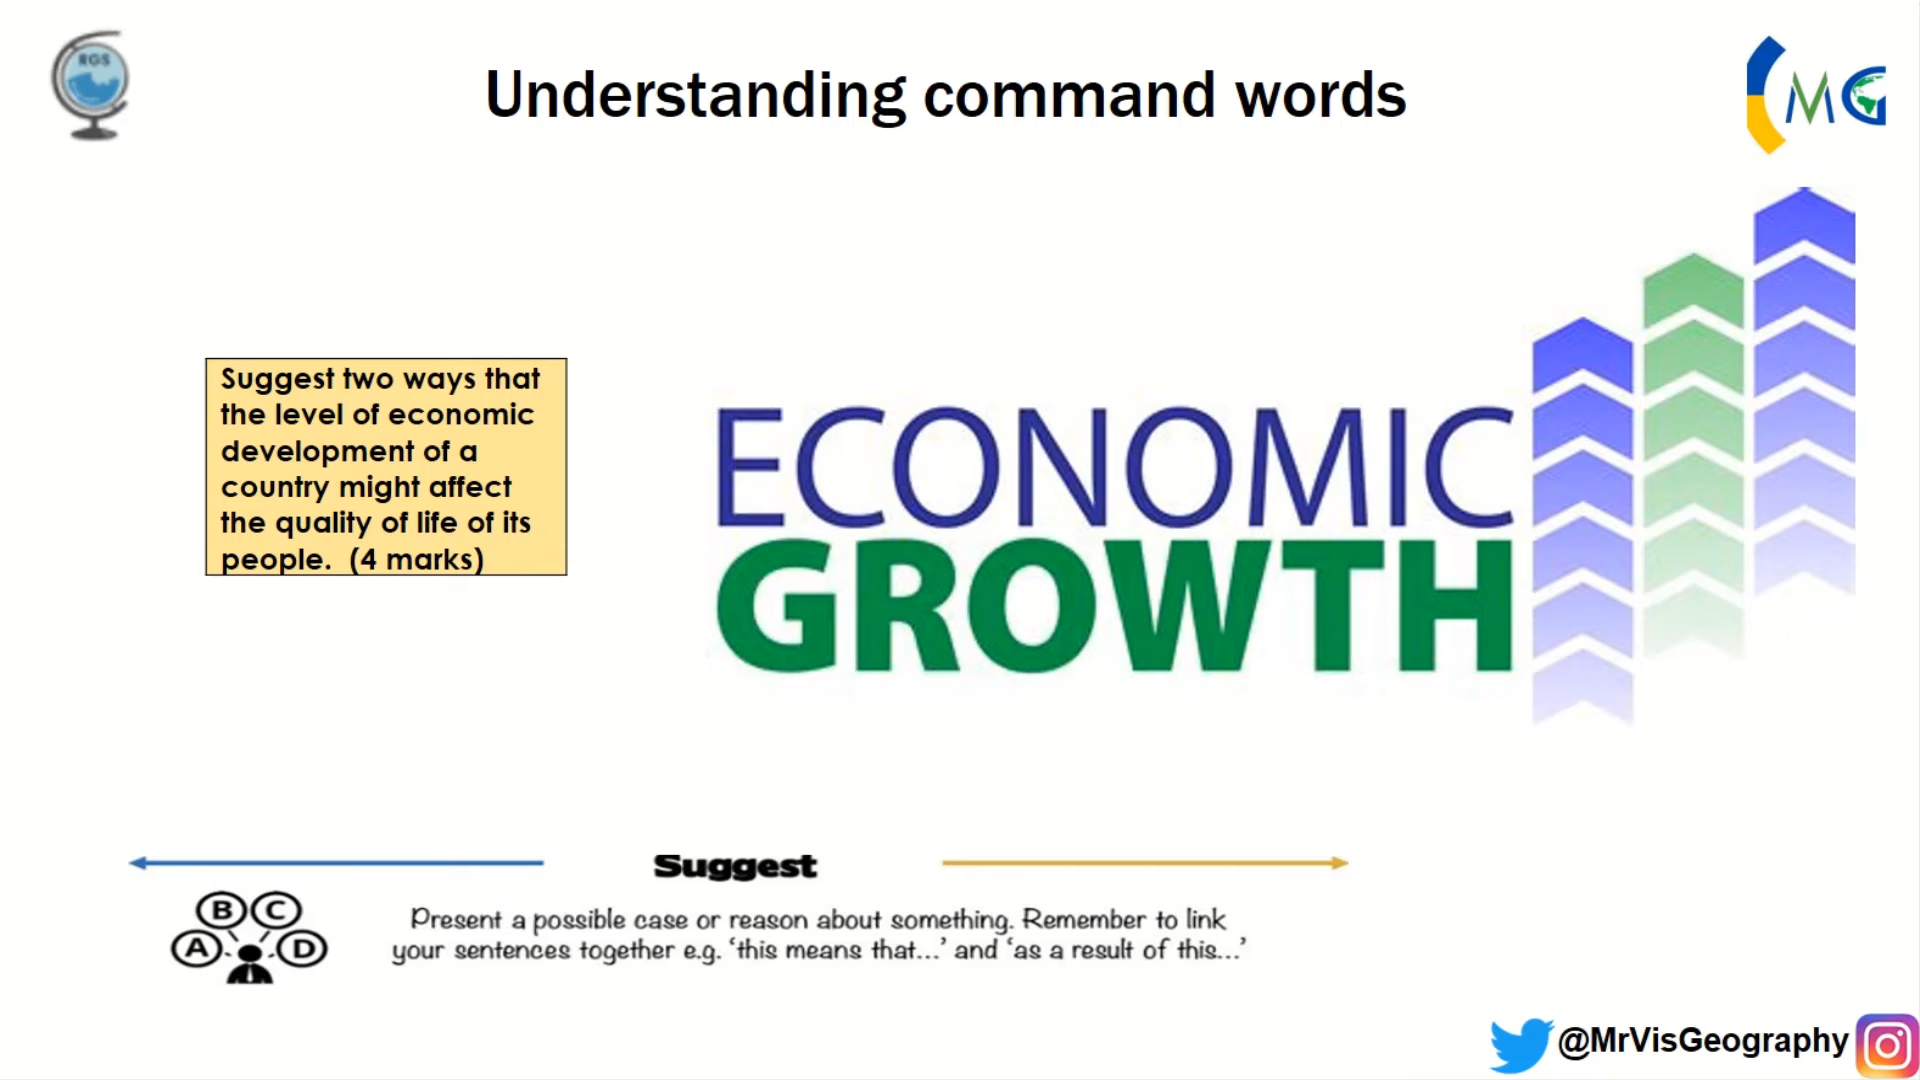 RGS
Understanding command words
MG
Suggest two ways that
the level of economic
development of a
country might affect
the quality of life of its
people. (4 marks)
ECONOMIC
GROWTH
Suggest
B C
A D
Present a possible case or reason about something. Remember to link
your sentences together e.g. ‘this means that...’ and ‘as a result of this...’
@MrVisGeography